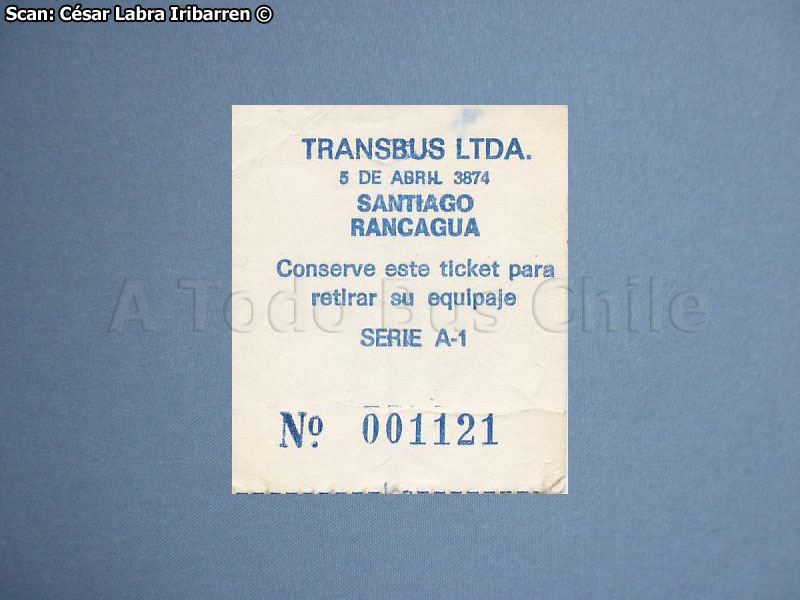 Scan: César Labra Iribarren ©
TRANSBUS LTDA.
5 DE ABRIL 3874
SANTIAGO
RANCAGUA
Conserve este ticket para
retirar su equipaje
A Todo Bus Chile
SERIE A-1
Nº 001121